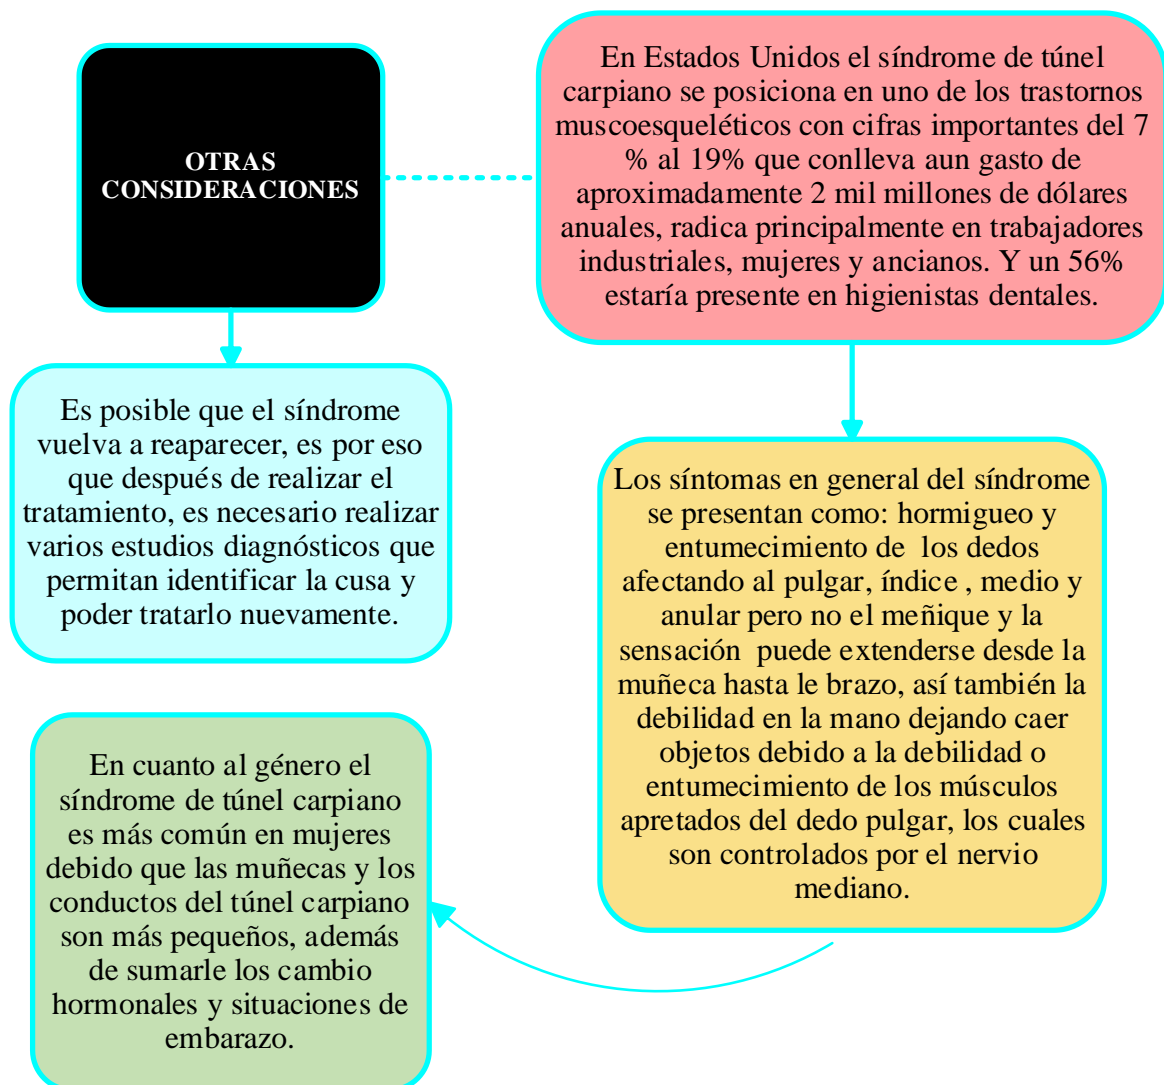 OTRAS
CONSIDERACIONES
En Estados Unidos el síndrome de túnel
carpiano se posiciona en uno de los trastornos
muscoesqueléticos con cifras importantes del 7
% al 19% que conlleva aun gasto de
aproximadamente 2 mil millones de dólares
anuales, radica principalmente en trabajadores
industriales, mujeres y ancianos. Y un 56%
estaría presente en higienistas dentales.
Es posible que el síndrome
vuelva a reaparecer, es por eso
que después de realizar el
tratamiento, es necesario realizar
varios estudios diagnósticos que
permitan identificar la cusa y
poder tratarlo nuevamente.
Los síntomas en general del síndrome
se presentan como: hormigueo y
entumecimiento de los dedos
afectando al pulgar, índice , medio y
anular pero no el meñique y la
sensación puede extenderse desde la
muñeca hasta le brazo, así también la
debilidad en la mano dejando caer
objetos debido a la debilidad o
entumecimiento de los músculos
apretados del dedo pulgar, los cuales
son controlados por el nervio
mediano.
En cuanto al género el
síndrome de túnel carpiano
es más común en mujeres
debido que las muñecas y los
conductos del túnel carpiano
son más pequeños, además
de sumarle los cambio
hormonales y situaciones de
embarazo.